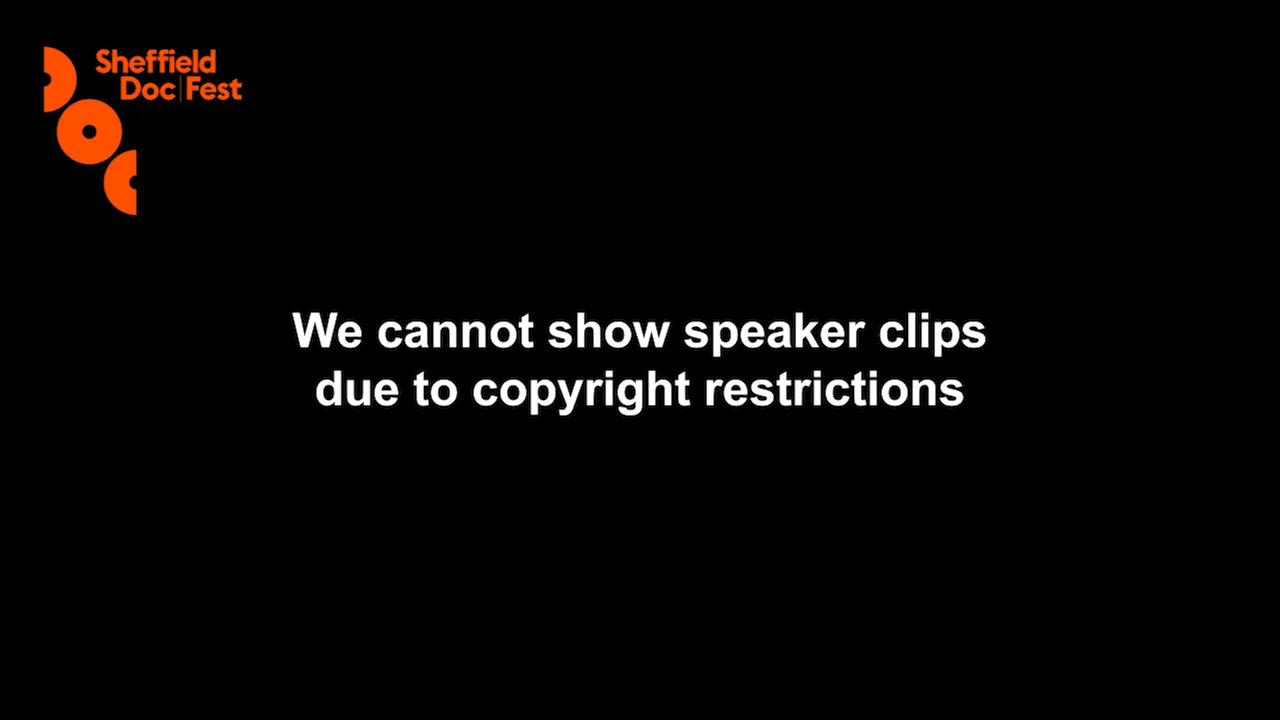 Sheffield
Doc|Fest
We cannot show speaker clips
due to copyright restrictions